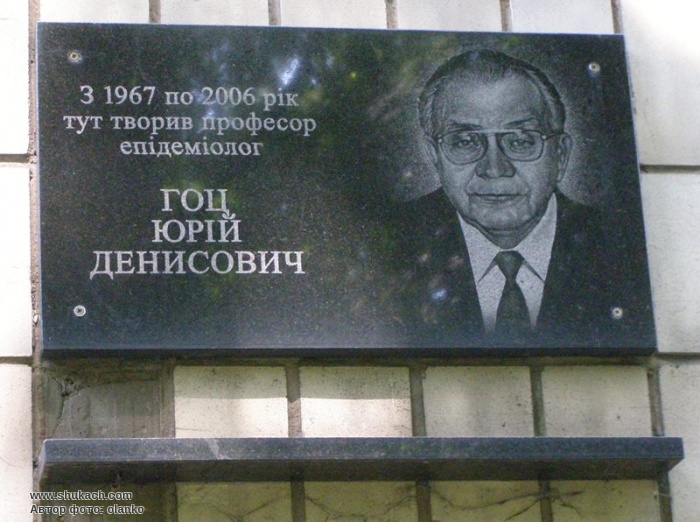 З 1967 по 2006 рік
тут творив професор
епідеміолог
ГОЦ
ЮРІЙ
ДЕНИСОВИЧ
www.shukach.com
Автор фото: olanko